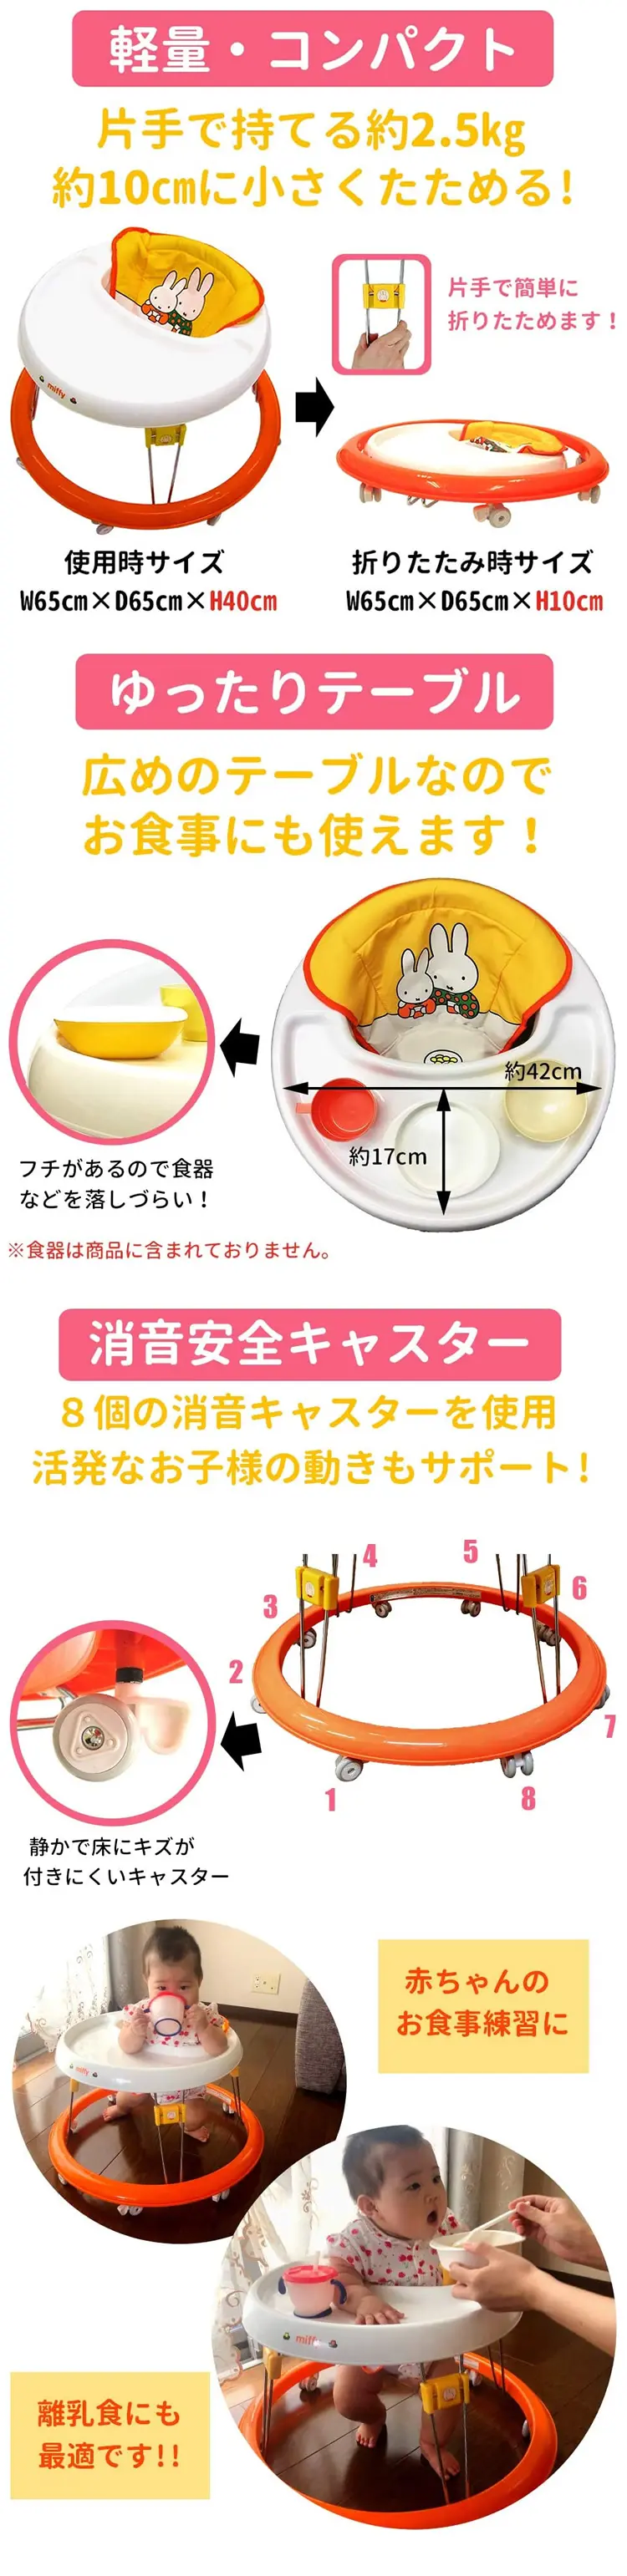 軽量・コンパクト
片手で持てる約2.5kg
約10㎝に小さくたためる!
片手で簡単に
折りたためます！
miffy
使用時サイズ
W65cm×D65cm×H40cm
折りたたみ時サイズ
W65cm×D65cm×H10cm
ゆったりテーブル
広めのテーブルなので
お食事にも使えます！
約42cm
約17cm
フチがあるので食器
などを落しづらい！
※食器は商品に含まれておりません。
消音安全キャスター
８個の消音キャスターを使用
活発なお子様の動きもサポート!
4
5
3
6
2
7
1
8
静かで床にキズが
付きにくいキャスター
赤ちゃんの
お食事練習に
miffy
miffy
離乳食にも
最適です!!